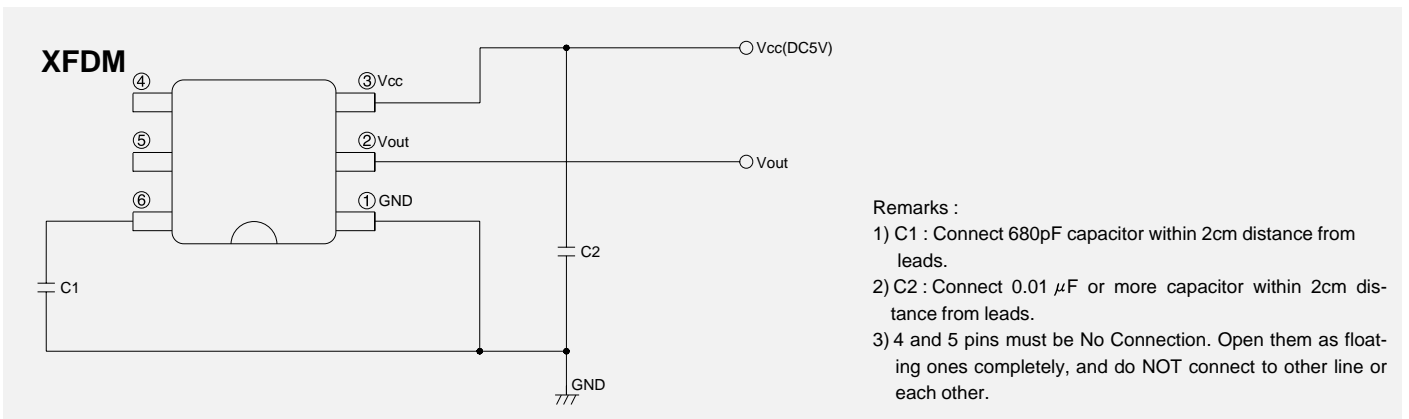 XFDM
④
③Vcc
Vcc(DC5V)
⑤
②Vout
Vout
⑥
①GND
C1
C2
GND
Remarks :
1) C1 : Connect 680pF capacitor within 2cm distance from
leads.
2) C2 : Connect 0.01 μF or more capacitor within 2cm dis-
tance from leads.
3) 4 and 5 pins must be No Connection. Open them as float-
ing ones completely, and do NOT connect to other line or
each other.